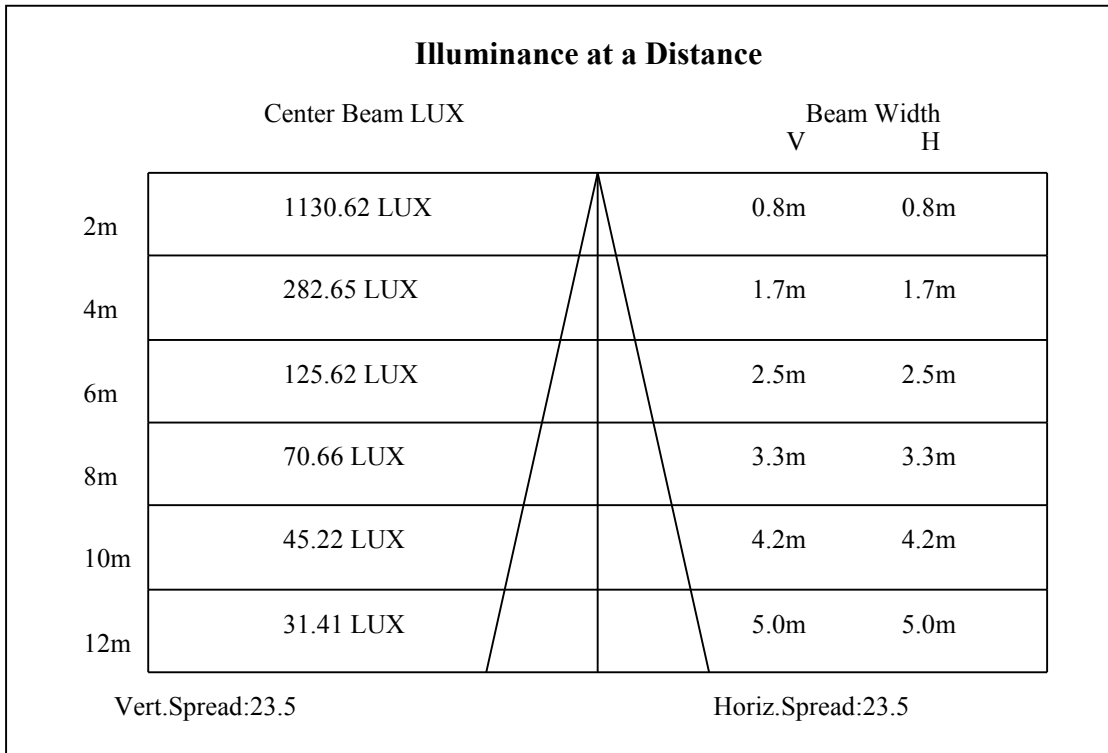 Illuminance at a Distance
Center Beam LUX Beam Width
V H
2m 1130.62 LUX 0.8m 0.8m
4m 282.65 LUX 1.7m 1.7m
6m 125.62 LUX 2.5m 2.5m
8m 70.66 LUX 3.3m 3.3m
10m 45.22 LUX 4.2m 4.2m
12m 31.41 LUX 5.0m 5.0m
Vert.Spread:23.5 Horiz.Spread:23.5